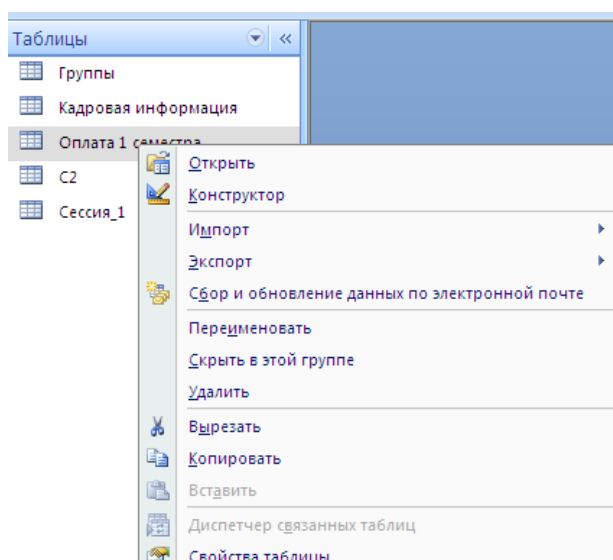 Таблицы
Группы
Кадровая информация
Оплата 1 семестра
С2
Сессия_1
Открыть
Конструктор
Импорт
Экспорт
Сбор и обновление данных по электронной почте
Переименовать
Скрыть в этой группе
Удалить
Вырезать
Копировать
Вставить
Диспетчер связанных таблиц
Свойства таблицы